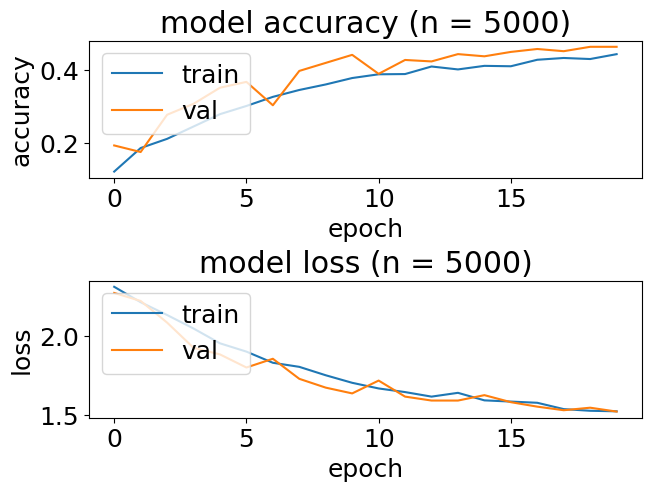 model accuracy (n = 5000)
train
val
0.4
0.2
accuracy
0 5 10 15
epoch
model loss (n = 5000)
train
val
2.0
1.5
loss
0 5 10 15
epoch